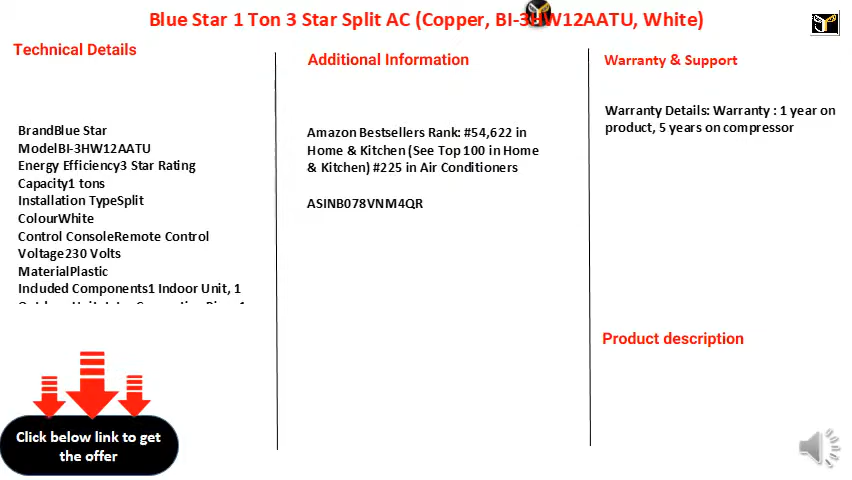 Blue Star 1 Ton 3 Star Split AC (Copper, BI-3HW12AATU, White)
Technical Details
BrandBlue Star
ModelBI-3HW12AATU
Energy Efficiency3 Star Rating
Capacity1 tons
Installation TypeSplit
ColourWhite
Control ConsoleRemote Control
Voltage230 Volts
MaterialPlastic
Included Components1 Indoor Unit, 1
Additional Information
Amazon Bestsellers Rank: #54,622 in
Home & Kitchen (See Top 100 in Home
& Kitchen) #225 in Air Conditioners
ASINB078VNM4QR
Warranty & Support
Warranty Details: Warranty : 1 year on
product, 5 years on compressor
Product description
Click below link to get
the offer